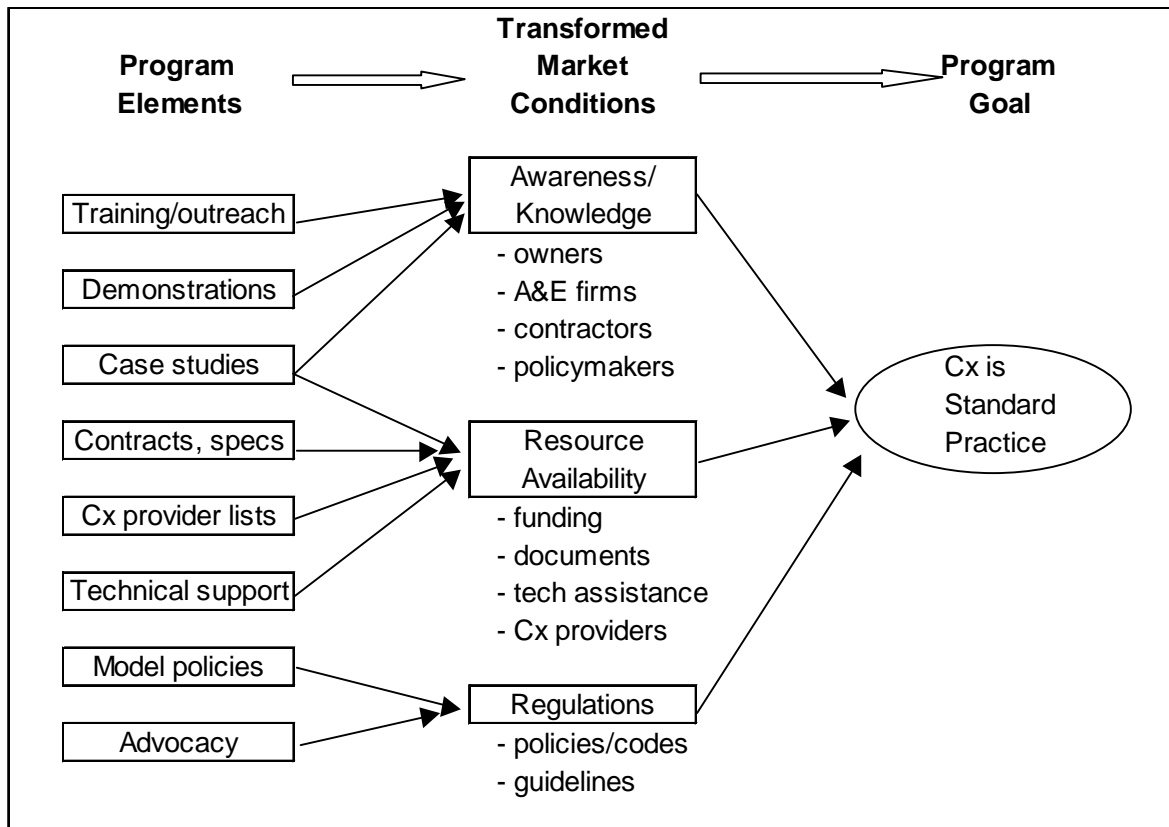 Program
Elements
Transformed
Market
Conditions
Program
Goal
Training/outreach
Demonstrations
Case studies
Contracts, specs
Cx provider lists
Technical support
Model policies
Advocacy
Awareness/
Knowledge
- owners
- A&E firms
- contractors
- policymakers
Resource
Availability
- funding
- documents
- tech assistance
- Cx providers
Regulations
- policies/codes
- guidelines
Cx is
Standard
Practice